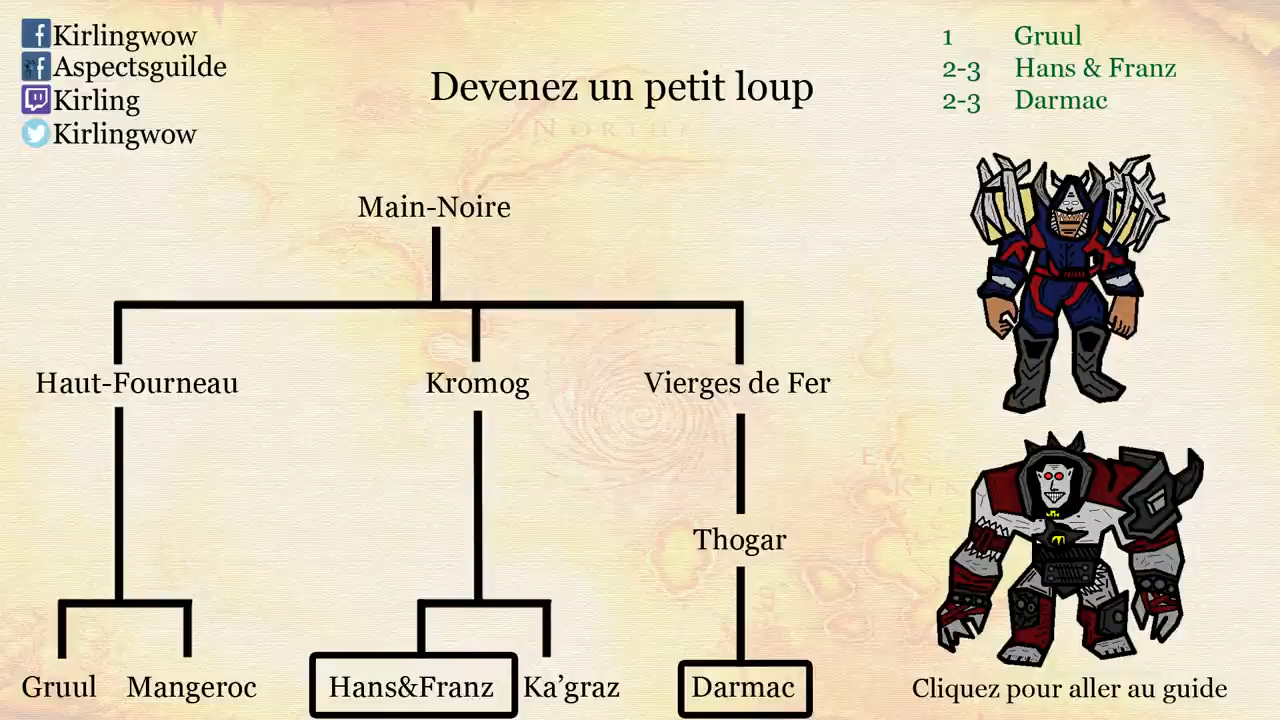 Kirlingwow
Aspectsguilde
Kirling
Kirlingwow
Devenez un petit loup
1 Gruul
2-3 Hans & Franz
2-3 Darmac
Main-Noire
Haut-Fourneau Kromog Vierges de Fer
Thogar
Gruul Mangeroc Hans&Franz Ka’graz Darmac
Cliquez pour aller au guide